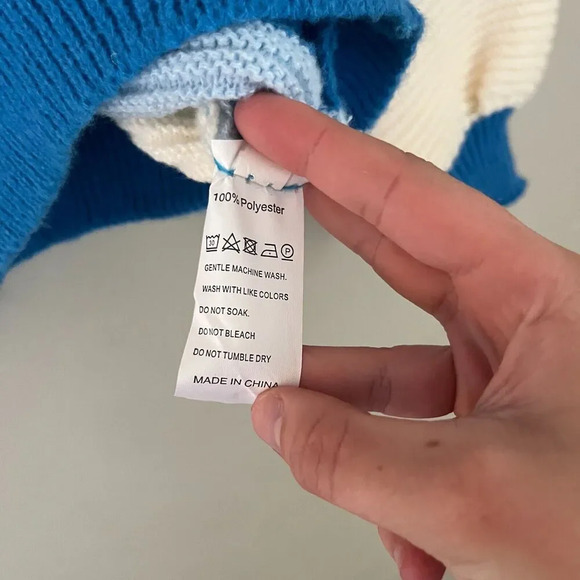 100% Polyester
30 P
GENTLE MACHINE WASH.
WASH WITH LIKE COLORS
DO NOT SOAK.
DO NOT BLEACH
DO NOT TUMBLE DRY
MADE IN CHINA